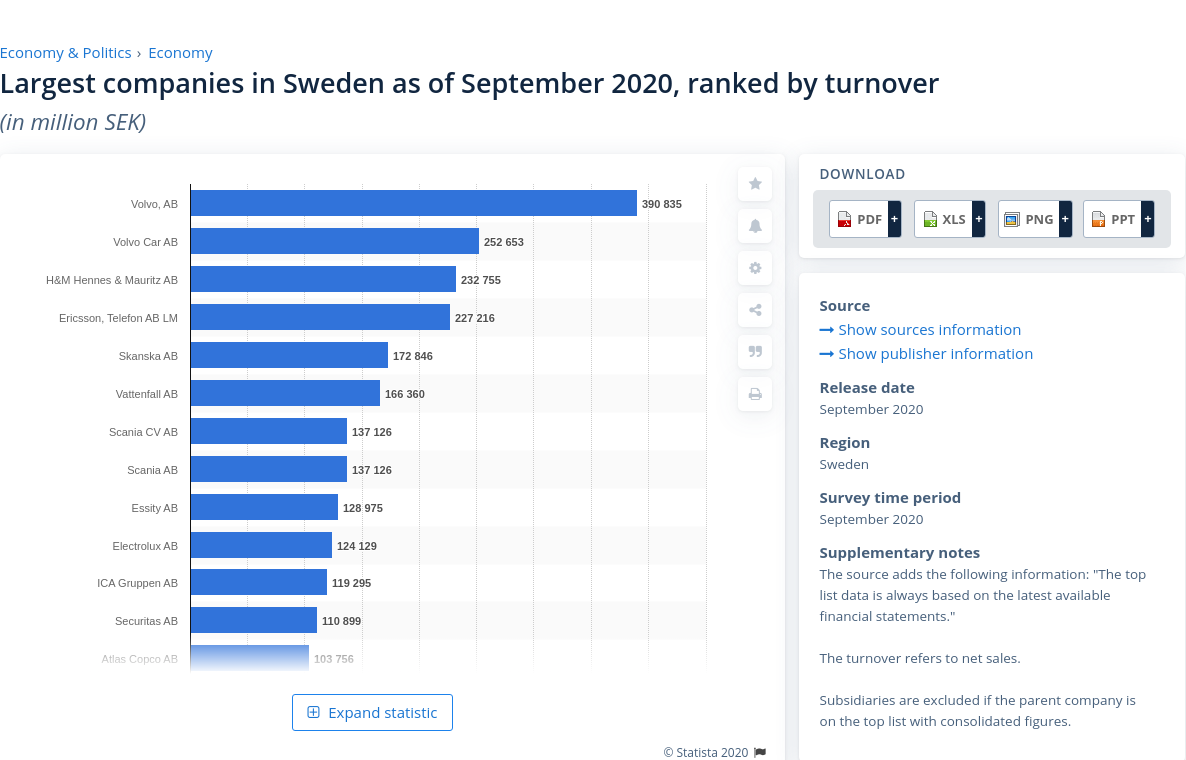 Economy & Politics › Economy
Largest companies in Sweden as of September 2020, ranked by turnover
(in million SEK)
Volvo, AB 390 835
Volvo Car AB 252 653
H&M Hennes & Mauritz AB 232 755
Ericsson, Telefon AB LM 227 216
Skanska AB 172 846
Vattenfall AB 166 360
Scania CV AB 137 126
Scania AB 137 126
Essity AB 128 975
Electrolux AB 124 129
ICA Gruppen AB 119 295
Securitas AB 110 899
Atlas Copco AB 103 756
Expand statistic
© Statista 2020
DOWNLOAD
PDF + XLS + PNG + PPT +
Source
Show sources information
Show publisher information
Release date
September 2020
Region
Sweden
Survey time period
September 2020
Supplementary notes
The source adds the following information: "The top
list data is always based on the latest available
financial statements."
The turnover refers to net sales.
Subsidiaries are excluded if the parent company is
on the top list with consolidated figures.